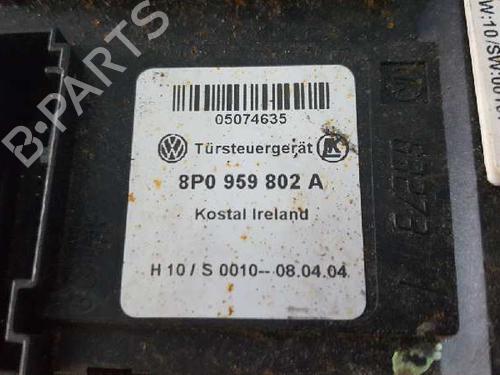 05074635
Türsteuergerät
8P0 959 802 A
Kostal Ireland
H 10 / S 0010-- 08.04.04
B-PARTS